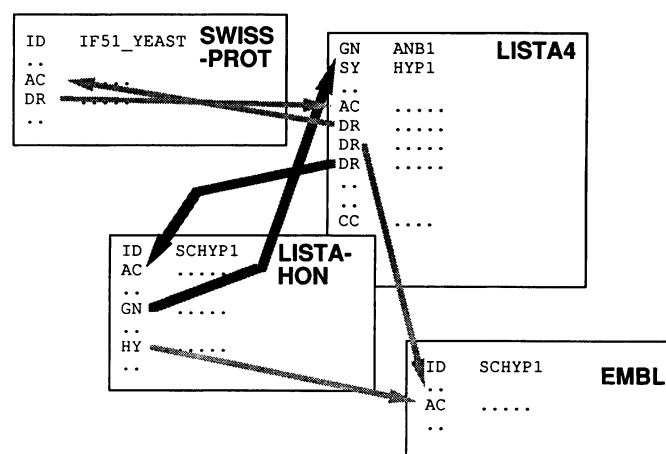 ID IF51_YEAST
SWISS
-PROT
..
AC .....
DR ......
..
GN ANB1
LISTA4
SY HYP1
..
AC .....
DR .....
DR .....
DR .....
..
..
CC ....
ID SCHYP1
LISTA-
HON
AC .....
..
GN .....
..
HY .....
..
ID SCHYP1
EMBL
..
AC .....
..